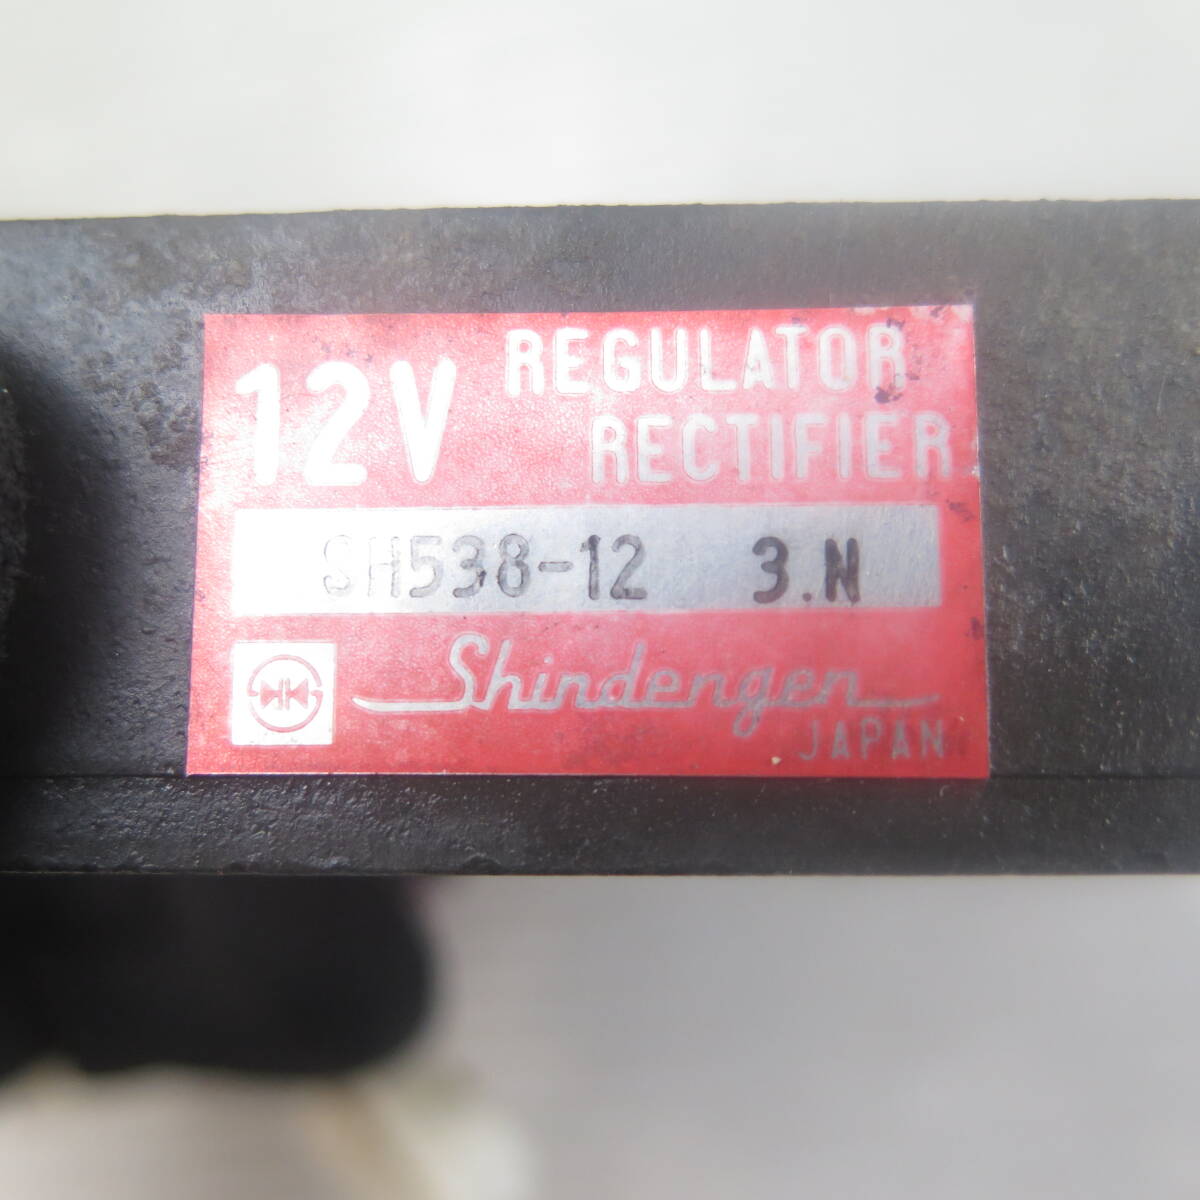 12V REGULATOR
RECTIFIER
SH538-12 3.N
Shindengen
JAPAN